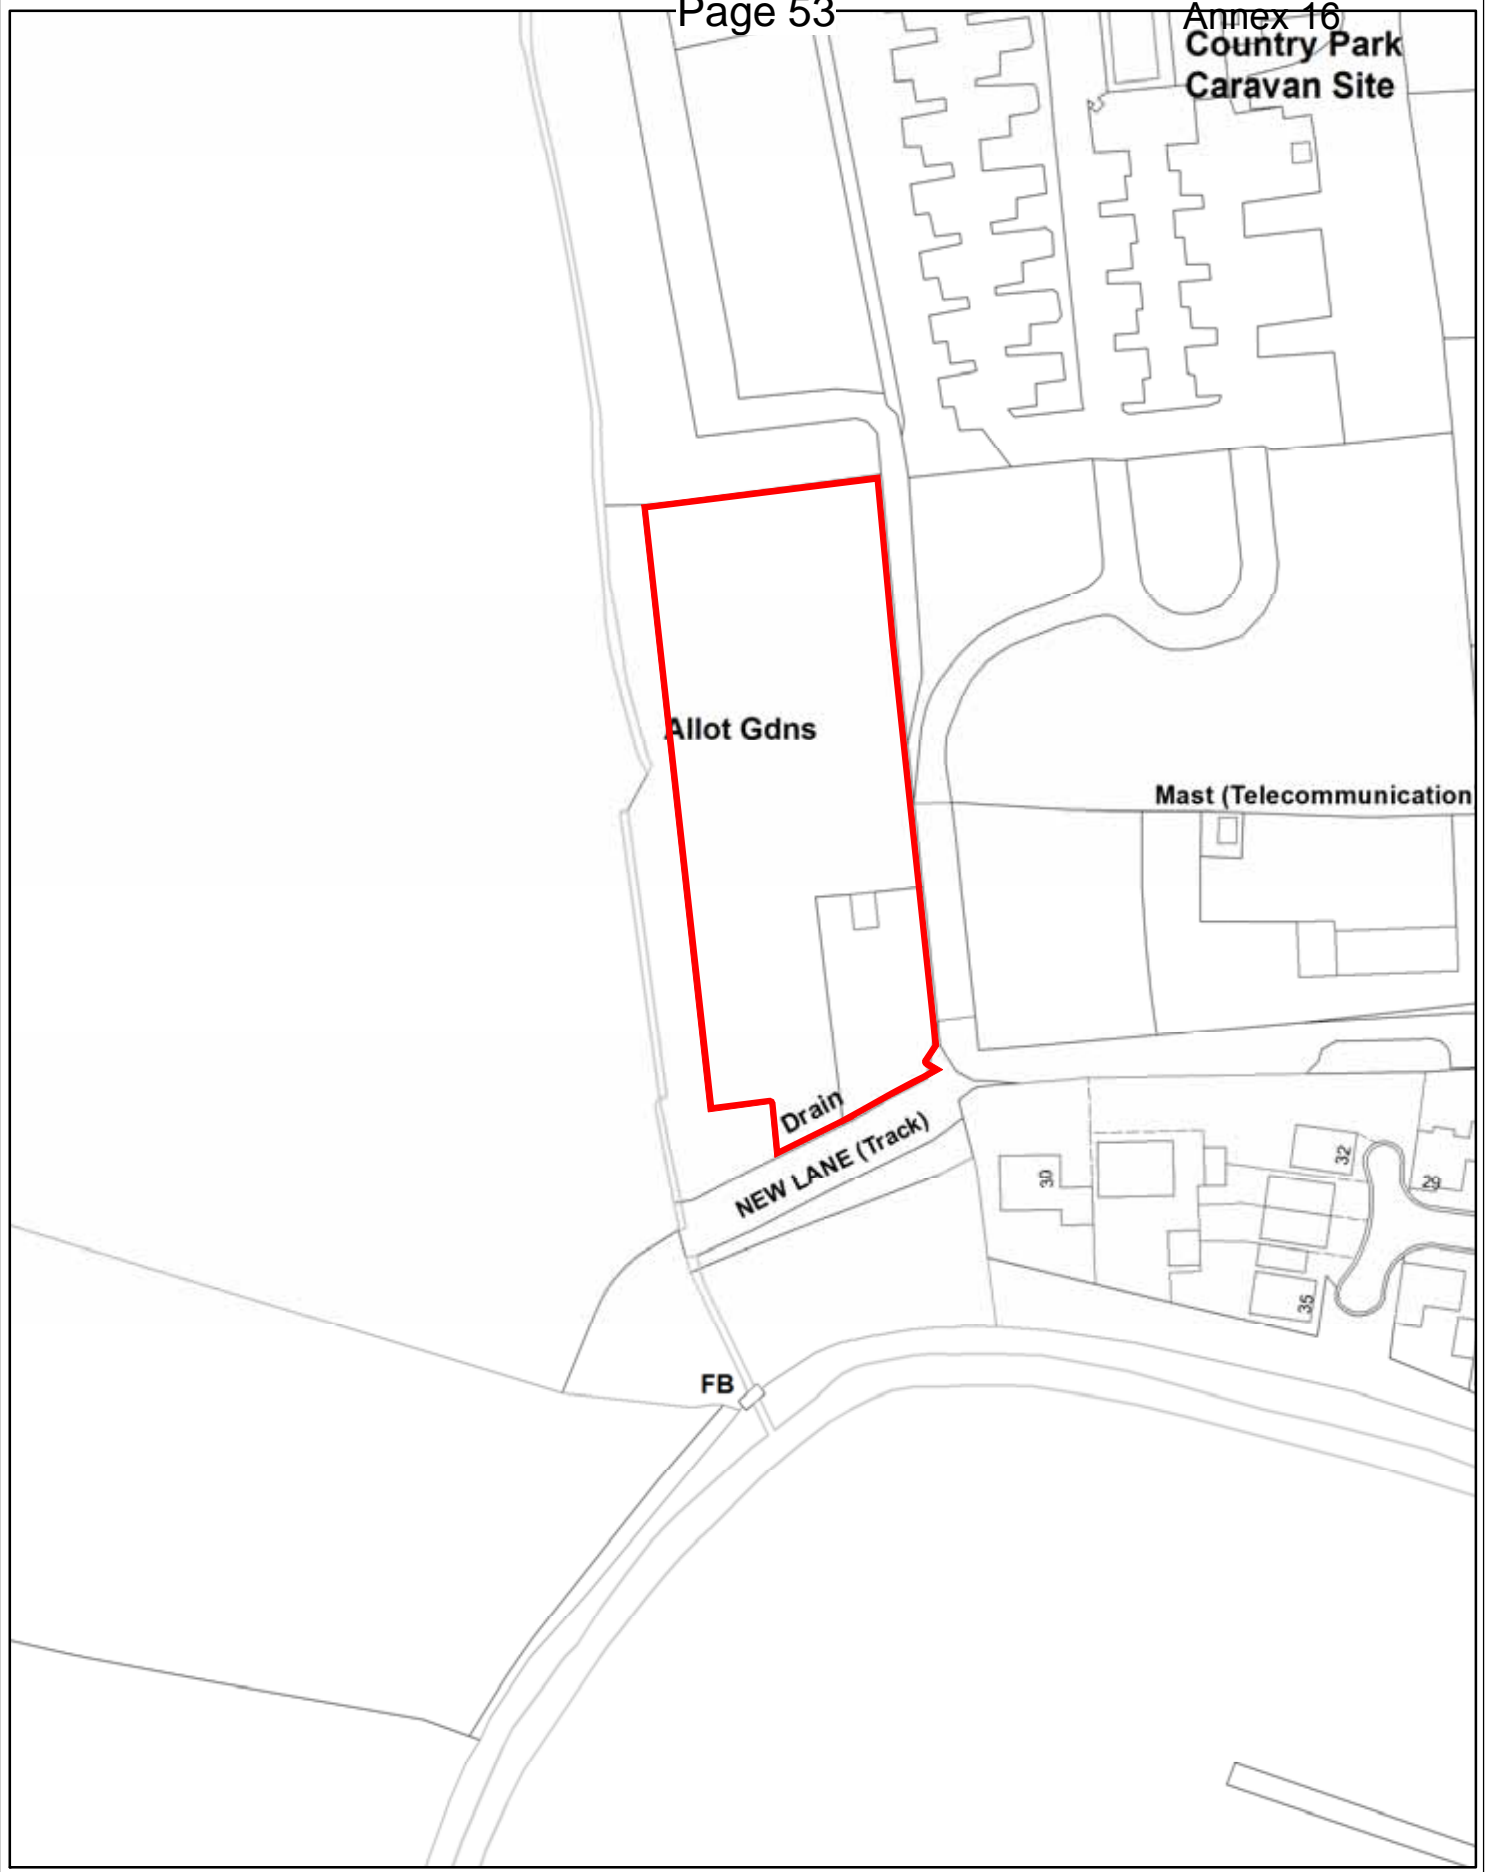 Page 53
Annex 16
Country Park
Caravan Site
Allot Gdns
Mast (Telecommunication
Drain
NEW LANE (Track)
30
32
29
35
FB